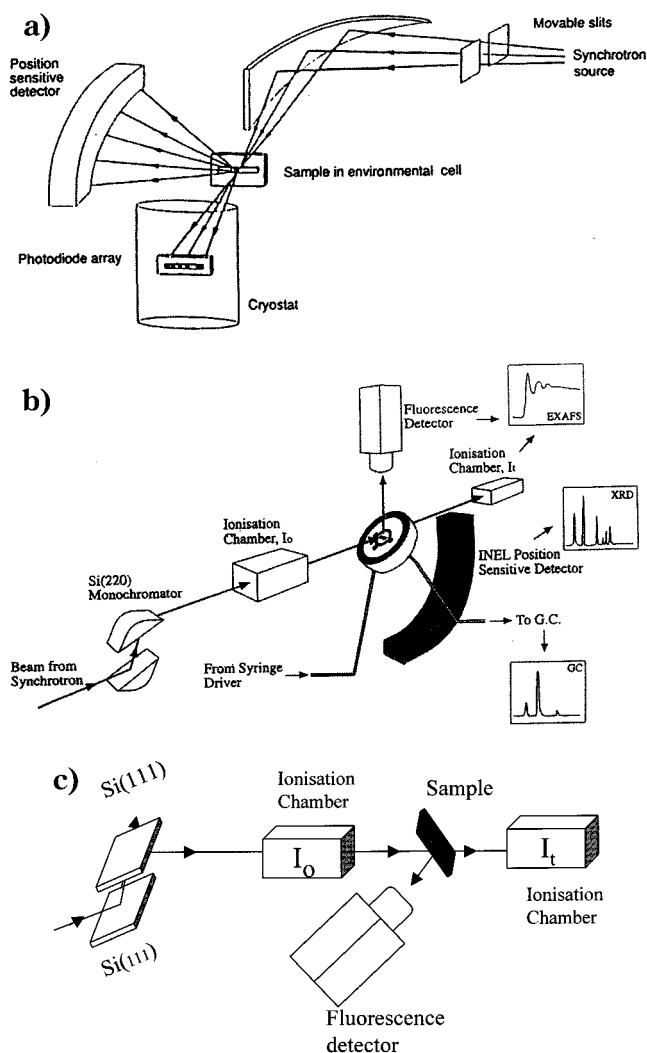 a)
Movable slits
Synchrotron
source
Position
sensitive
detector
Sample in environmental cell
Photodiode array
Cryostat
b)
Fluorescence
Detector
EXAFS
Ionisation
Chamber, It
XRD
Ionisation
Chamber, Io
INEL Position
Sensitive Detector
Si(220)
Monochromator
To G.C.
Beam from
Synchrotron
From Syringe
Driver
GC
c)
Si(111)
Ionisation
Chamber
Sample
Io
It
Ionisation
Chamber
Si(111)
Fluorescence
detector